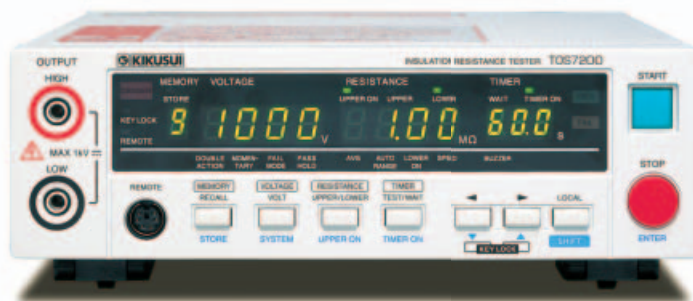 KIKUSUI
INSULATION RESISTANCE TESTER TOS7200
OUTPUT
HIGH
MAX 1kV
LOW
MEMORY VOLTAGE RESISTANCE TIMER
STORE UPPER ON UPPER LOWER WAIT TIMER ON
9 1000 V 1.00 MΩ 60.0 s
KEY LOCK
REMOTE
DOUBLE ACTION MOMEN-TARY FAIL MODE PASS HOLD AVG AUTO RANGE LOWER ON SPEED BUZZER
START
STOP
ENTER
REMOTE
MEMORY VOLTAGE RESISTANCE TIMER
RECALL VOLT UPPER/LOWER TEST/WAIT LOCAL
STORE SYSTEM UPPER ON TIMER ON KEY LOCK SHIFT